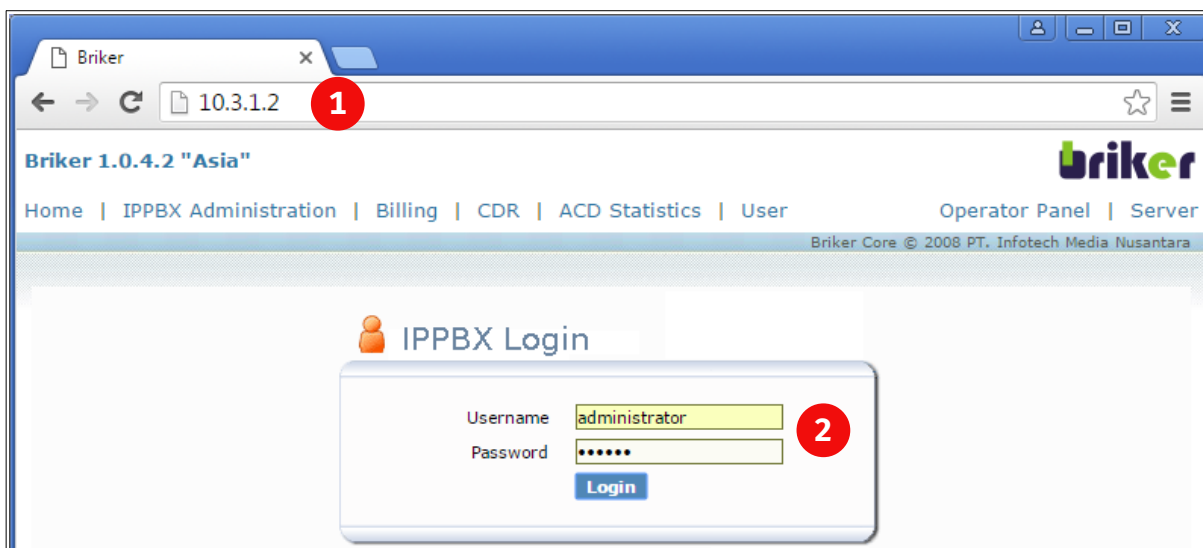 Briker
10.3.1.2
1
Briker 1.0.4.2 "Asia"
briker
Home | IPPBX Administration | Billing | CDR | ACD Statistics | User Operator Panel | Server
Briker Core © 2008 PT. Infotech Media Nusantara
IPPBX Login
Username administrator
2
Password ••••••
Login